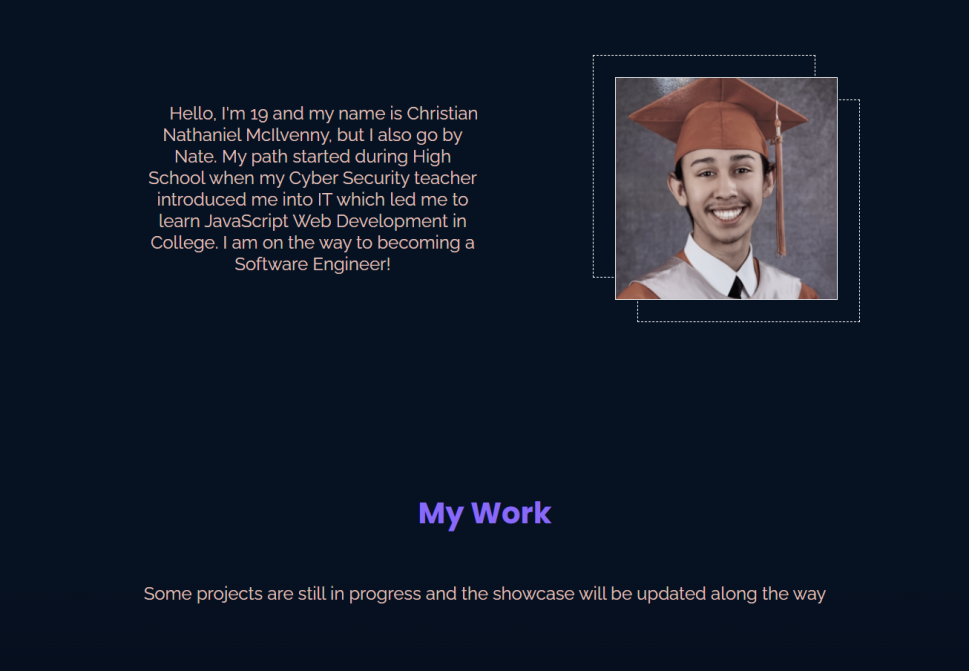 Hello, I'm 19 and my name is Christian
Nathaniel McIlvenny, but I also go by
Nate. My path started during High
School when my Cyber Security teacher
introduced me into IT which led me to
learn JavaScript Web Development in
College. I am on the way to becoming a
Software Engineer!
My Work
Some projects are still in progress and the showcase will be updated along the way